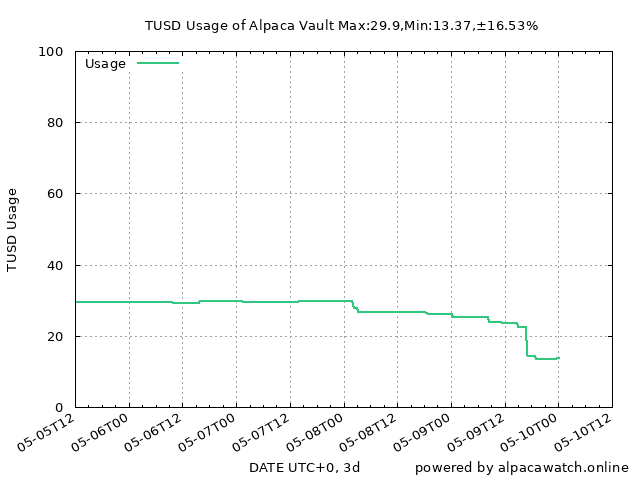 TUSD Usage of Alpaca Vault Max:29.9,Min:13.37,±16.53%
Usage
TUSD Usage
100
80
60
40
20
0
05-05T12
05-06T00
05-06T12
05-07T00
05-07T12
05-08T00
05-08T12
05-09T00
05-09T12
05-10T00
05-10T12
DATE UTC+0, 3d
powered by alpacawatch.online